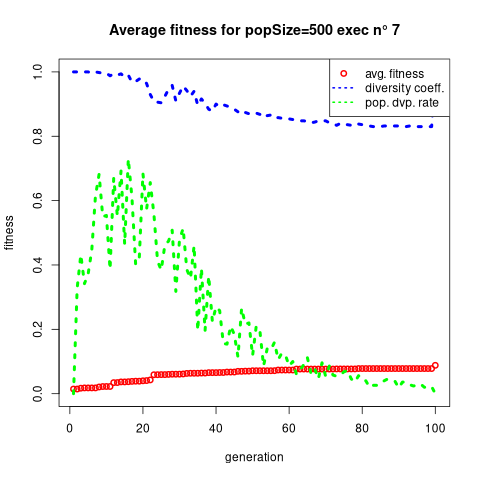 Average fitness for popSize=500 exec n° 7
avg. fitness
diversity coeff.
pop. dvp. rate
fitness
1.0
0.8
0.6
0.4
0.2
0.0
0 20 40 60 80 100
generation